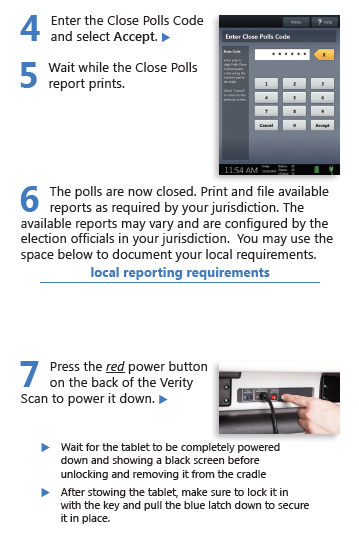 4 Enter the Close Polls Code
and select Accept. ▶
Menu ? Help
Enter Close Polls Code
Enter Code
* * * * * * X
1 2 3
4 5 6
7 8 9
Cancel 0 Accept
11:54 AM
5 Wait while the Close Polls
report prints.
6 The polls are now closed. Print and file available
reports as required by your jurisdiction. The
available reports may vary and are configured by the
election officials in your jurisdiction. You may use the
space below to document your local requirements.
local reporting requirements
7 Press the red power button
on the back of the Verity
Scan to power it down. ▶
▶ Wait for the tablet to be completely powered
down and showing a black screen before
unlocking and removing it from the cradle
▶ After stowing the tablet, make sure to lock it in
with the key and pull the blue latch down to secure
it in place.